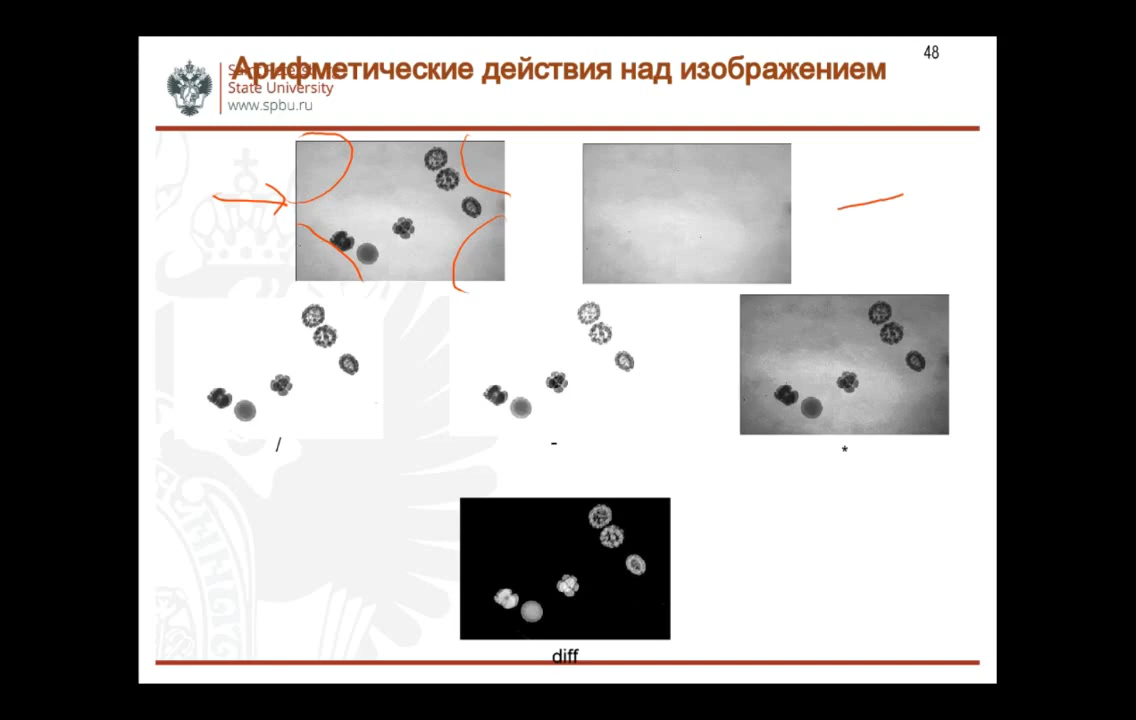 48
Арифметические действия над изображением
State University
www.spbu.ru
/
-
*
diff